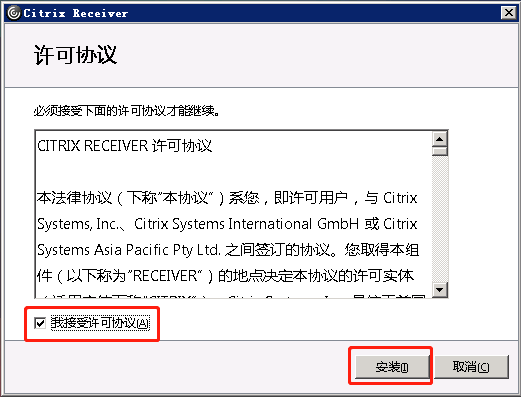 Citrix Receiver
许可协议
必须接受下面的许可协议才能继续。
CITRIX RECEIVER 许可协议
本法律协议（下称"本协议"）系您，即许可用户，与 Citrix
Systems, Inc.、Citrix Systems International GmbH 或 Citrix
Systems Asia Pacific Pty Ltd. 之间签订的协议。您取得本组
件（以下称为"RECEIVER"）的地点决定本协议的许可实体
我接受许可协议(A)
安装(I)
取消(C)